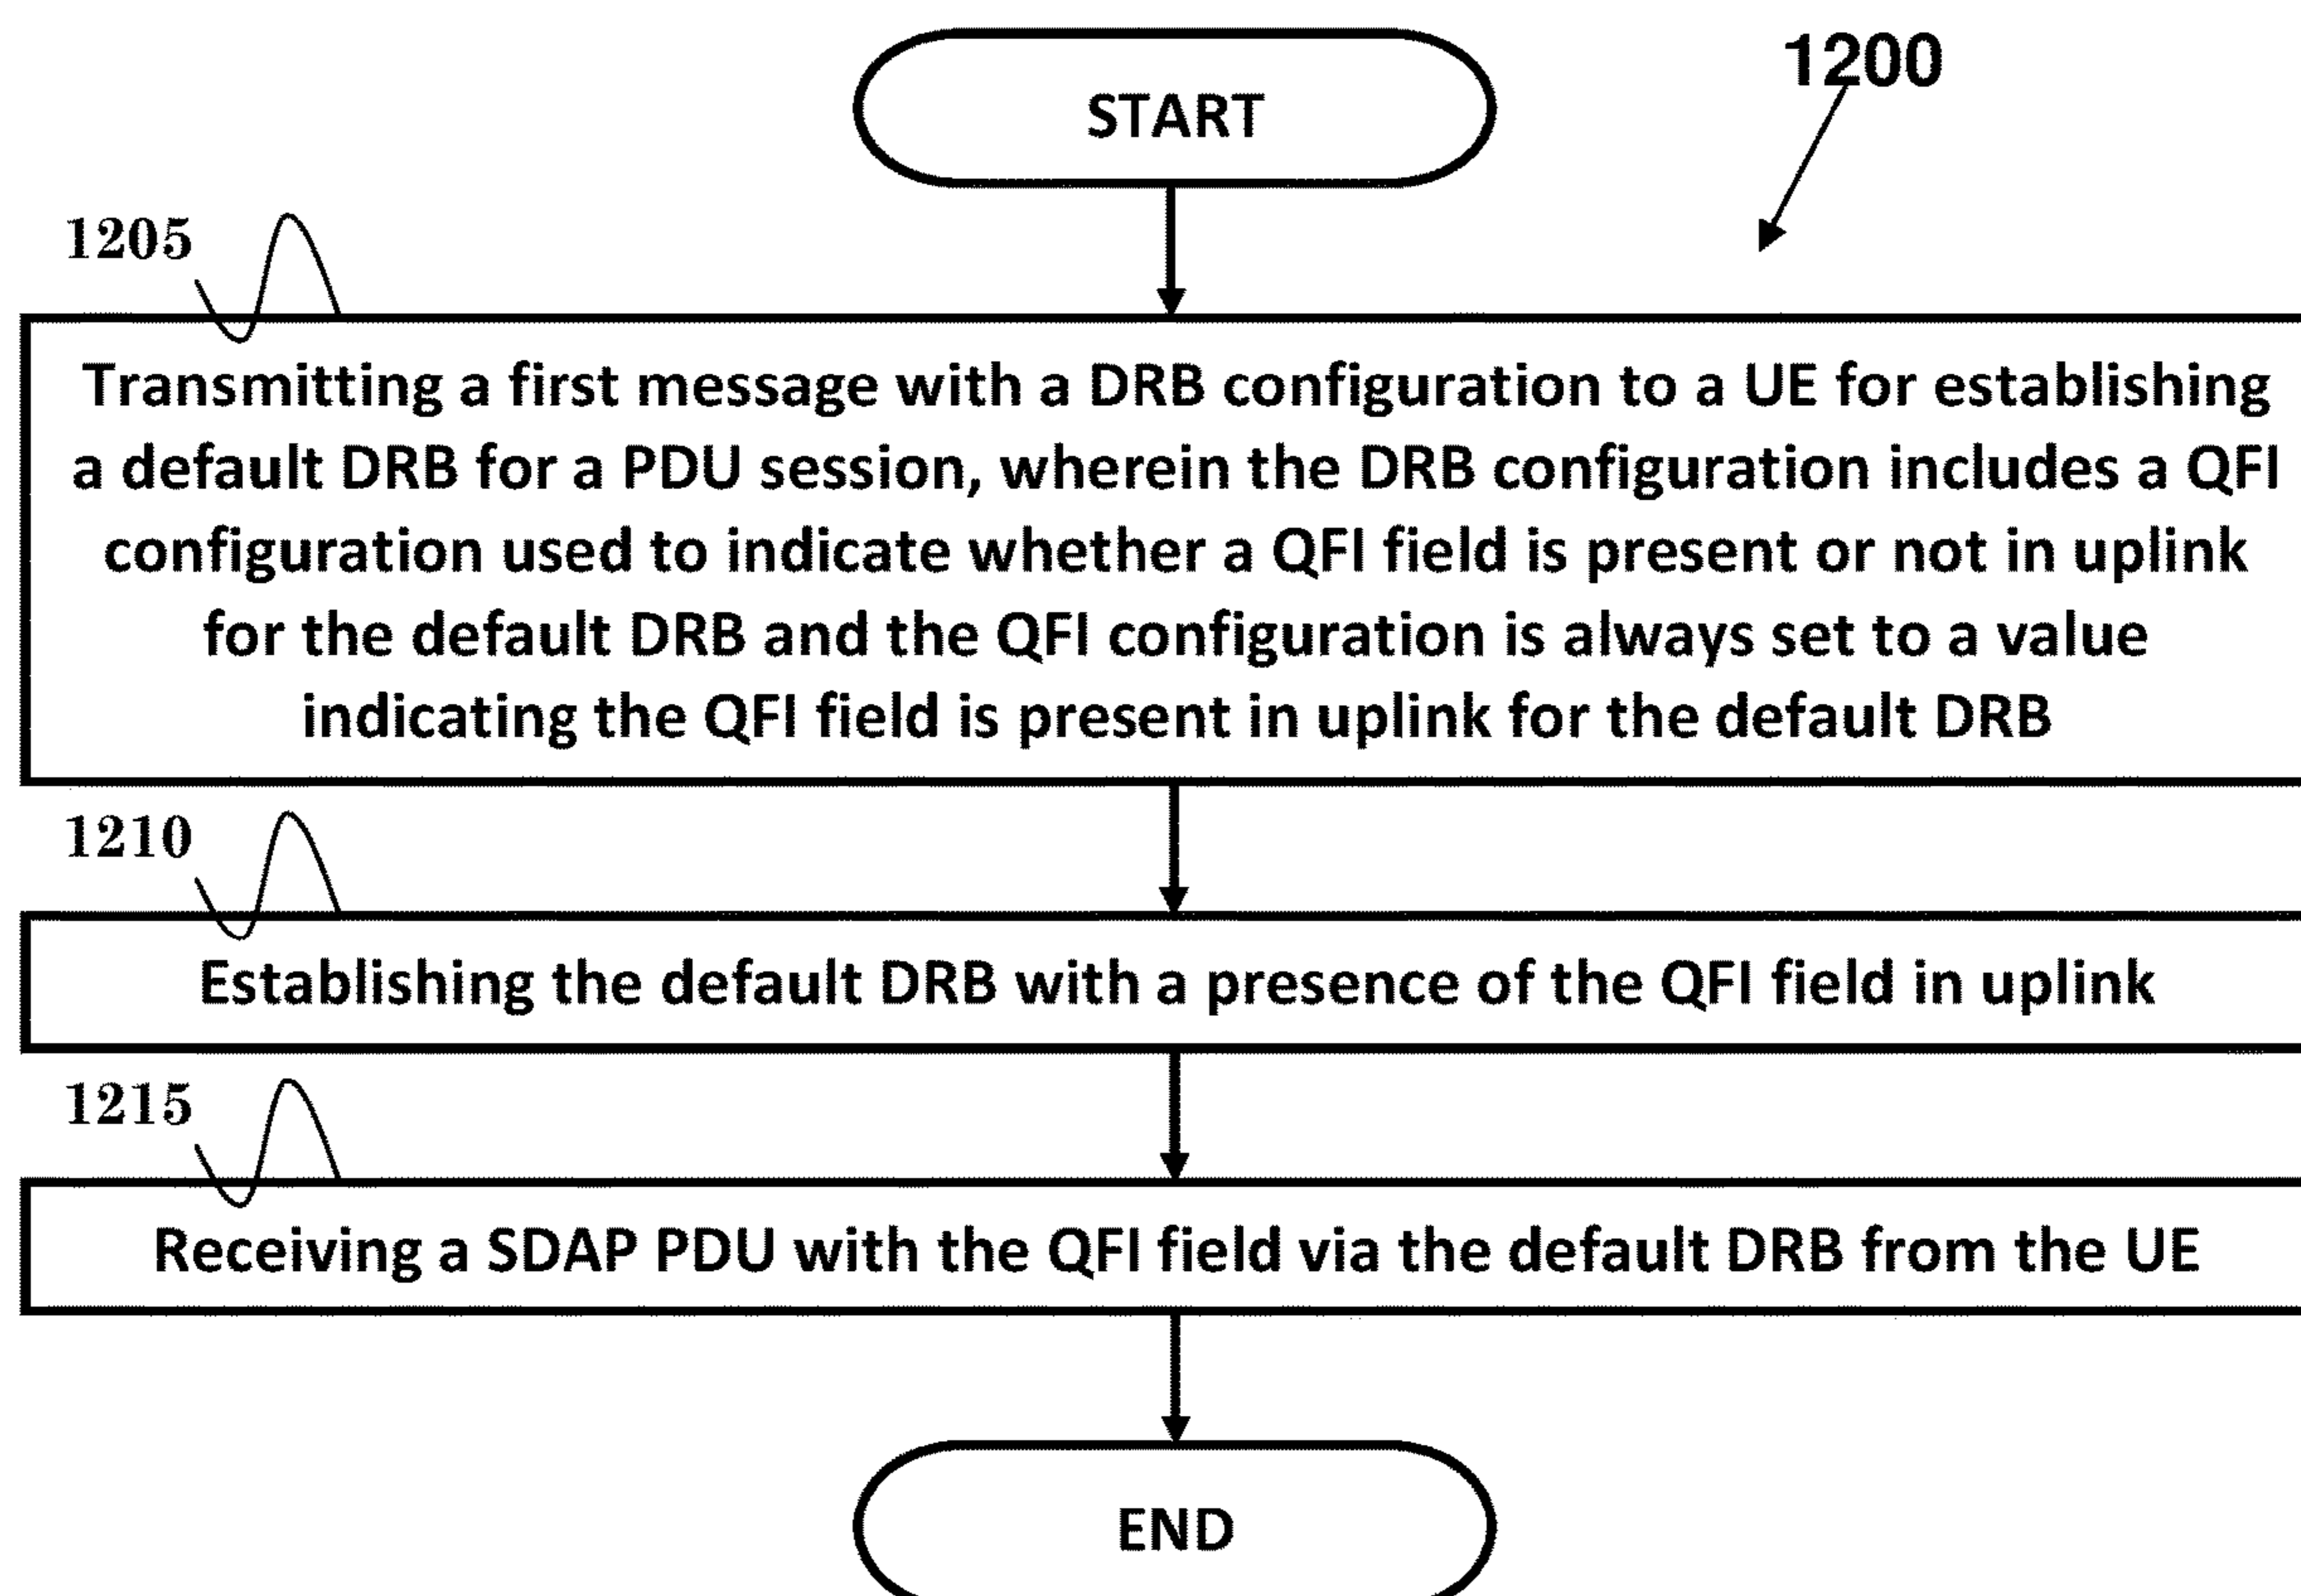 START
1200
1205
Transmitting a first message with a DRB configuration to a UE for establishing
a default DRB for a PDU session, wherein the DRB configuration includes a QFI
configuration used to indicate whether a QFI field is present or not in uplink
for the default DRB and the QFI configuration is always set to a value
indicating the QFI field is present in uplink for the default DRB
1210
Establishing the default DRB with a presence of the QFI field in uplink
1215
Receiving a SDAP PDU with the QFI field via the default DRB from the UE
END